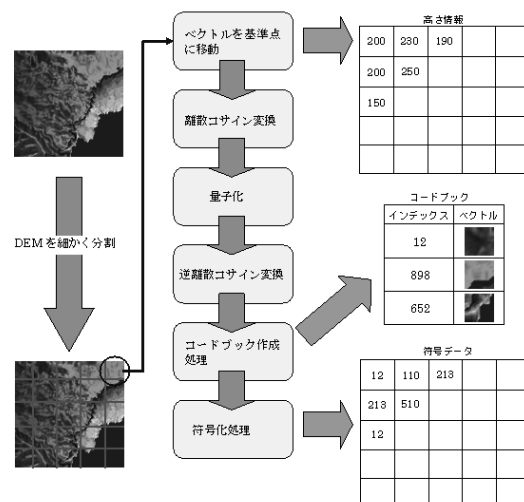 ベクトルを基準点
に移動
離散コサイン変換
量子化
逆離散コサイン変換
コードブック作成
処理
符号化処理
DEMを細かく分割
高さ情報
200 230 190
200 250
150
コードブック
インデックス ベクトル
12
898
652
符号データ
12 110 213
213 510
12